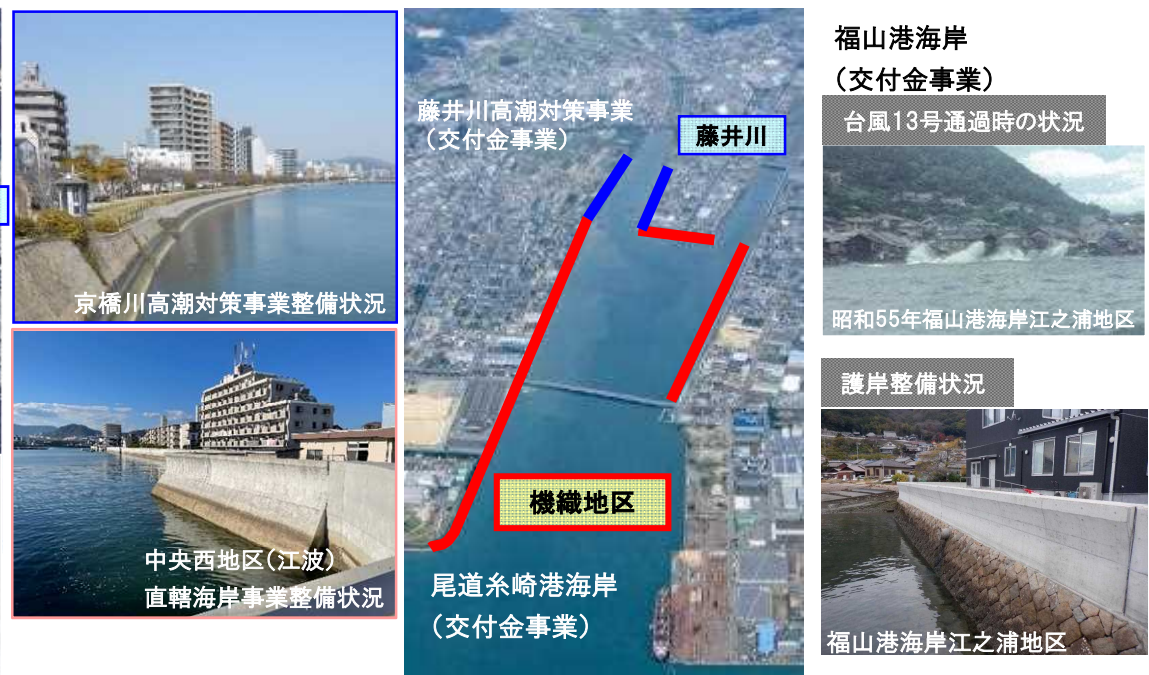 京橋川高潮対策事業整備状況
中央西地区(江波)
直轄海岸事業整備状況
藤井川高潮対策事業
(交付金事業)
藤井川
機織地区
尾道糸崎港海岸
(交付金事業)
福山港海岸
(交付金事業)
台風13号通過時の状況
昭和55年福山港海岸江之浦地区
護岸整備状況
福山港海岸江之浦地区